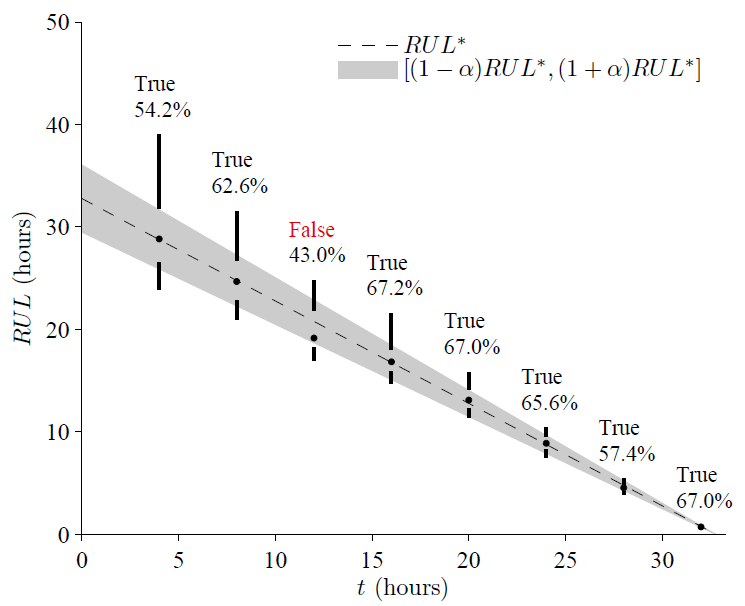 50
RUL*
[(1 − α)RUL*, (1 + α)RUL*]
True
54.2%
40
True
62.6%
False
43.0%
30
True
67.2%
RUL (hours)
True
67.0%
20
True
65.6%
True
57.4%
10
True
67.0%
0
0 5 10 15 20 25 30
t (hours)